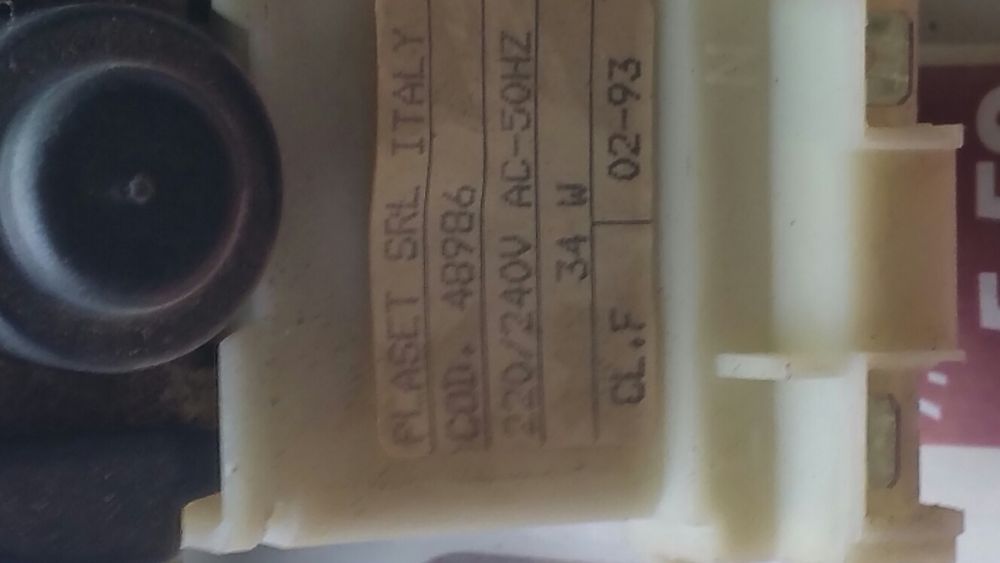 PLASET SRL ITALY
COD. 48986
220/240V AC-50HZ
34 W
CL.F 02-93